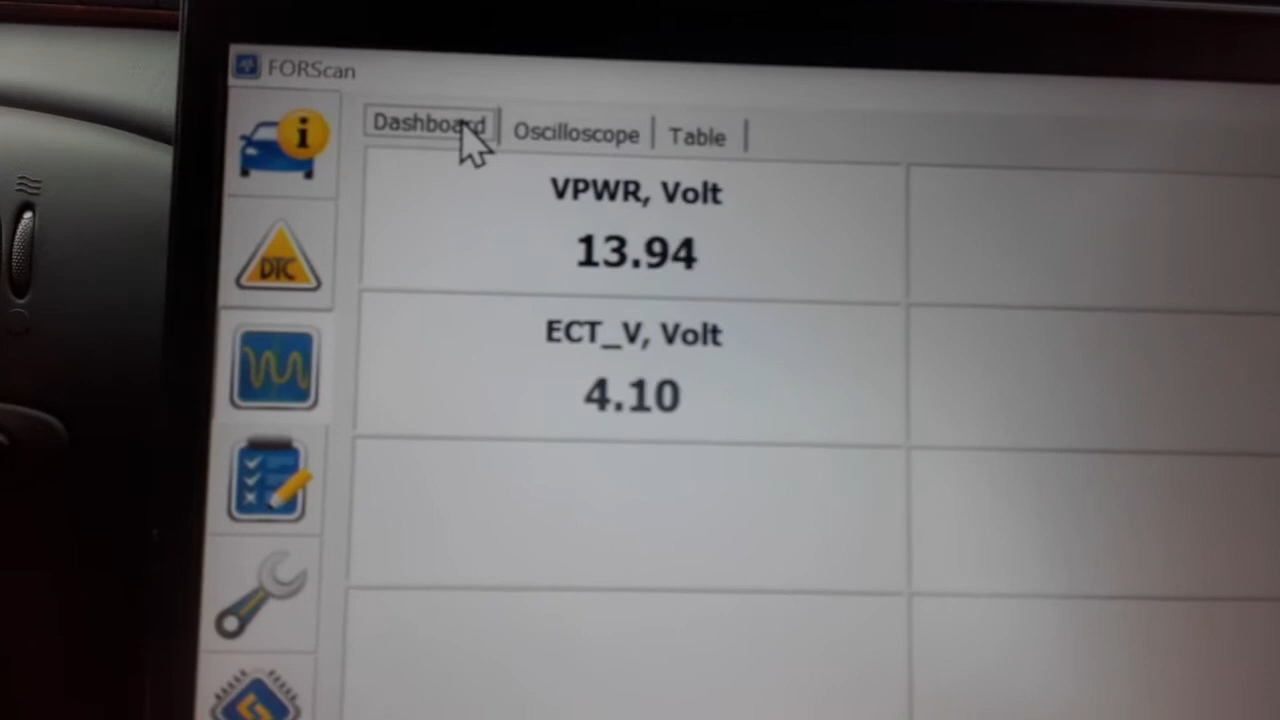 FORScan
Dashboard
Oscilloscope
Table
VPWR, Volt
13.94
DTC
ECT_V, Volt
4.10